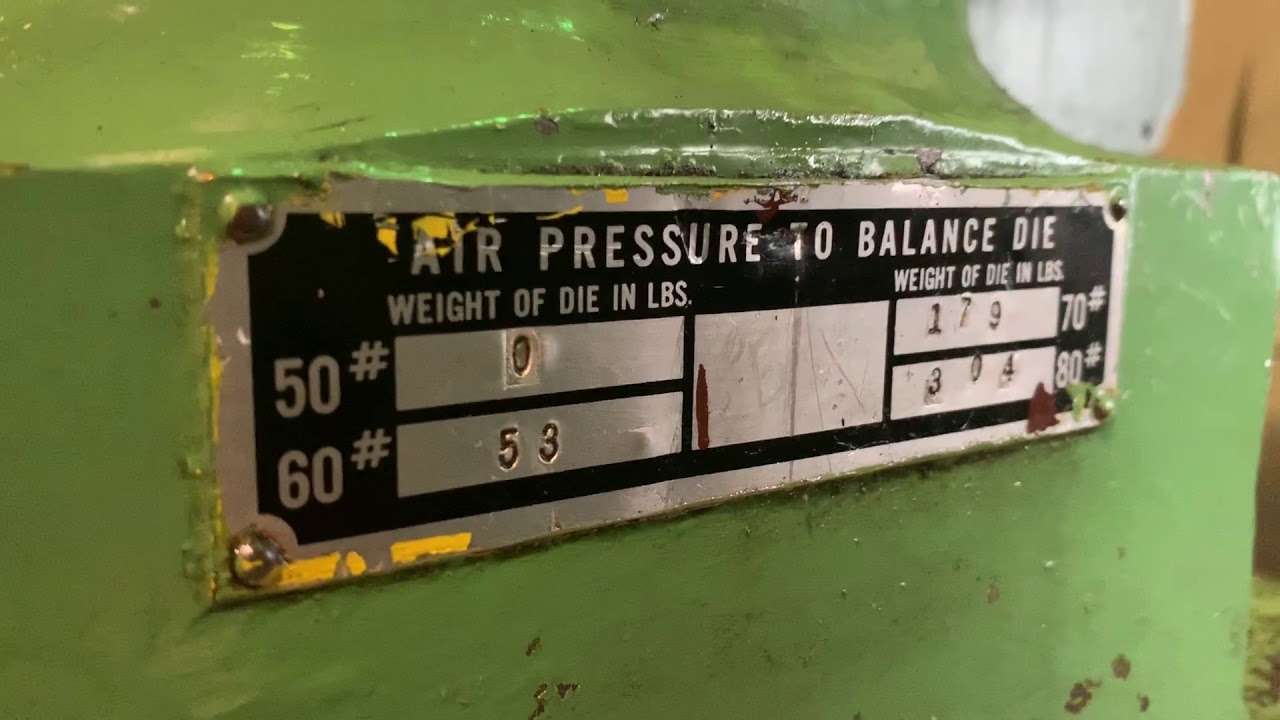 AIR PRESSURE TO BALANCE DIE
WEIGHT OF DIE IN LBS. WEIGHT OF DIE IN LBS.
50# 0 179 70#
60# 53 304 80#